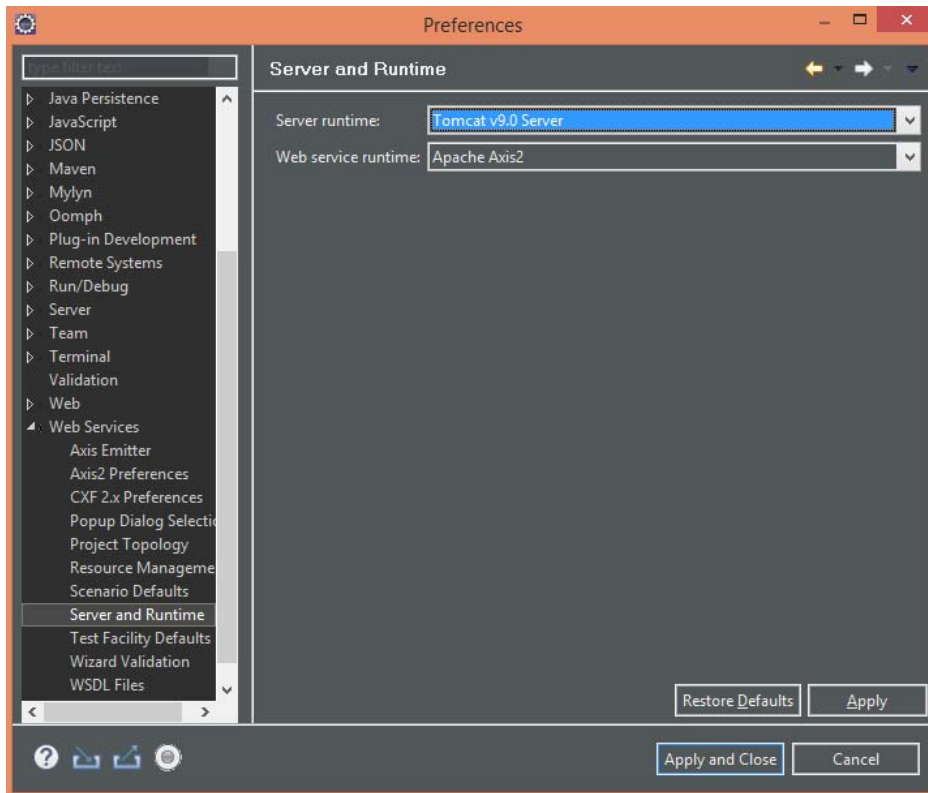 Preferences
type filter text
Java Persistence
JavaScript
JSON
Maven
Mylyn
Oomph
Plug-in Development
Remote Systems
Run/Debug
Server
Team
Terminal
Validation
Web
Web Services
Axis Emitter
Axis2 Preferences
CXF 2.x Preferences
Popup Dialog Selectio
Project Topology
Resource Manageme
Scenario Defaults
Server and Runtime
Test Facility Defaults
Wizard Validation
WSDL Files
Server and Runtime
Server runtime: Tomcat v9.0 Server
Web service runtime: Apache Axis2
Restore Defaults Apply
Apply and Close Cancel